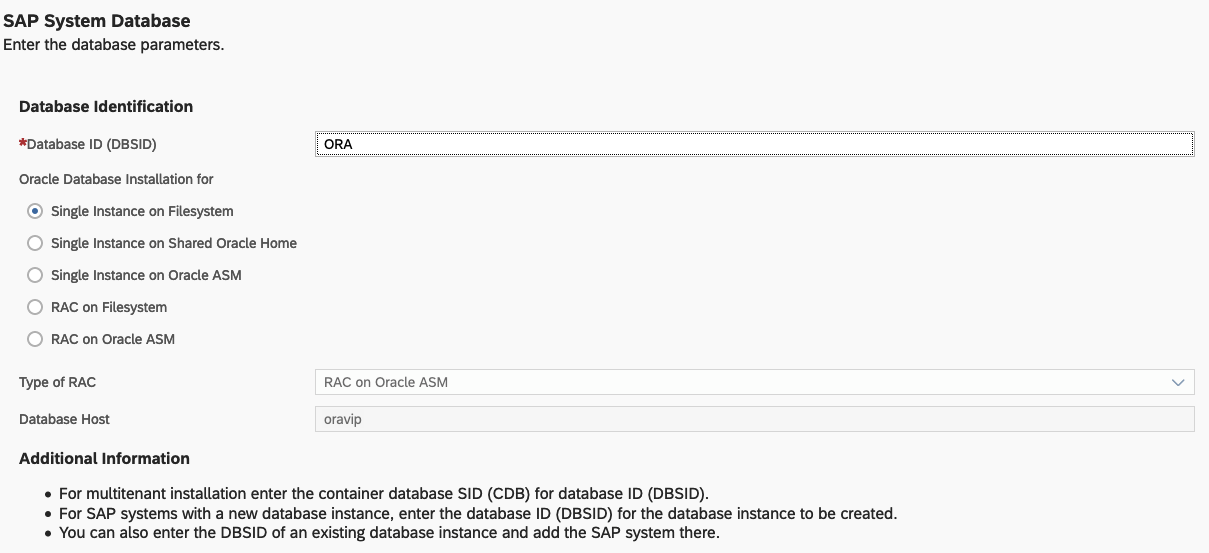 SAP System Database
Enter the database parameters.
Database Identification
*Database ID (DBSID) ORA
Oracle Database Installation for
Single Instance on Filesystem
Single Instance on Shared Oracle Home
Single Instance on Oracle ASM
RAC on Filesystem
RAC on Oracle ASM
Type of RAC RAC on Oracle ASM
Database Host oravip
Additional Information
• For multitenant installation enter the container database SID (CDB) for database ID (DBSID).
• For SAP systems with a new database instance, enter the database ID (DBSID) for the database instance to be created.
• You can also enter the DBSID of an existing database instance and add the SAP system there.